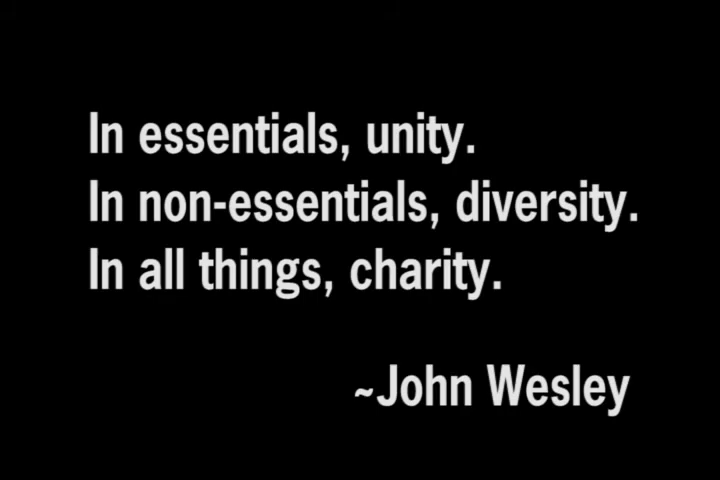 In essentials, unity.
In non-essentials, diversity.
In all things, charity.
~John Wesley